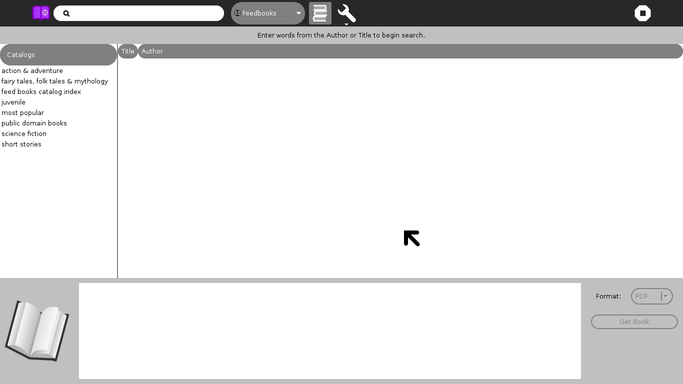 Feedbooks
Enter words from the Author or Title to begin search.
Catalogs
Title
Author
action & adventure
fairy tales, folk tales & mythology
feed books catalog index
juvenile
most popular
public domain books
science fiction
short stories
Format:
PDF
Get Book